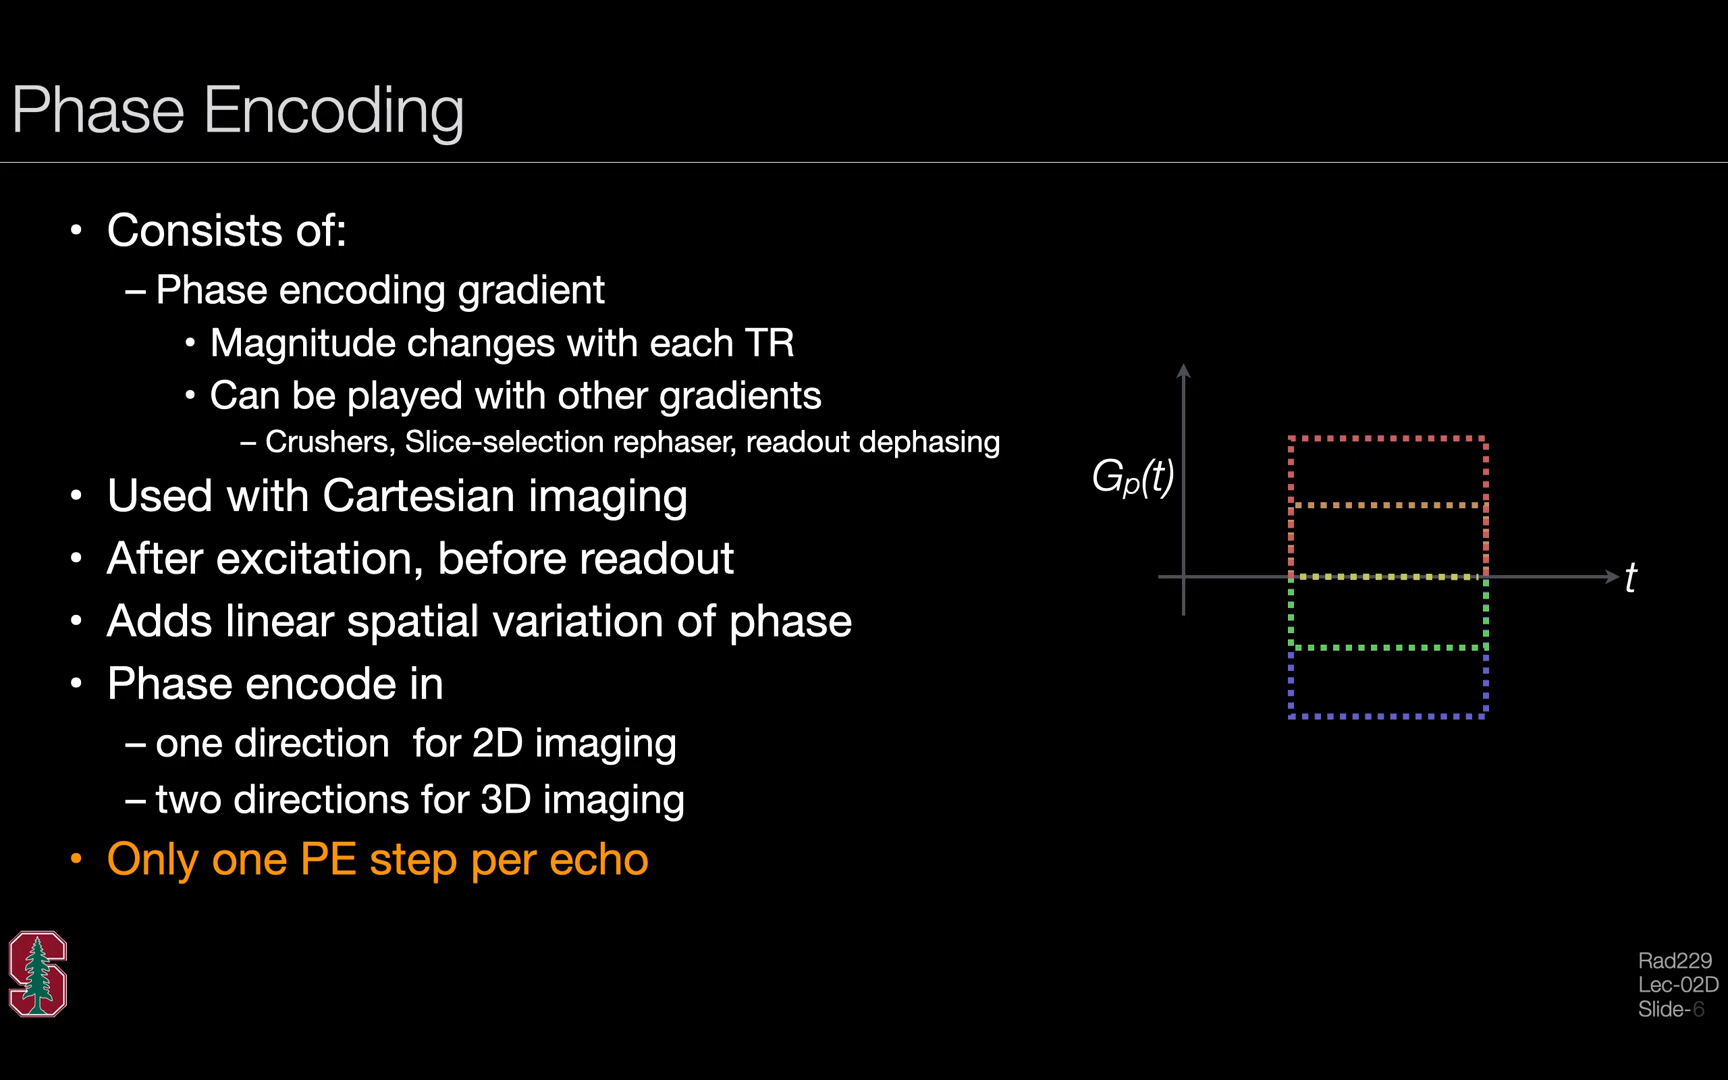 Phase Encoding
• Consists of:
– Phase encoding gradient
• Magnitude changes with each TR
• Can be played with other gradients
– Crushers, Slice-selection rephaser, readout dephasing
• Used with Cartesian imaging
• After excitation, before readout
• Adds linear spatial variation of phase
• Phase encode in
– one direction  for 2D imaging
– two directions for 3D imaging
• Only one PE step per echo
Gp(t)
t
S
Rad229
Lec-02D
Slide-6